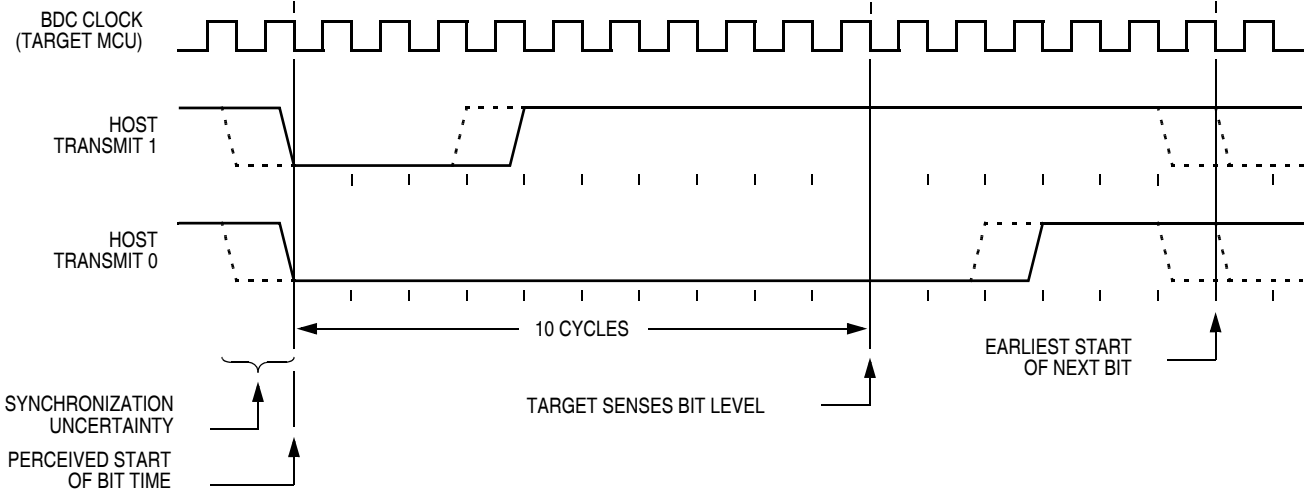 BDC CLOCK
(TARGET MCU)
HOST
TRANSMIT 1
HOST
TRANSMIT 0
10 CYCLES
EARLIEST START
OF NEXT BIT
SYNCHRONIZATION
UNCERTAINTY
TARGET SENSES BIT LEVEL
PERCEIVED START
OF BIT TIME